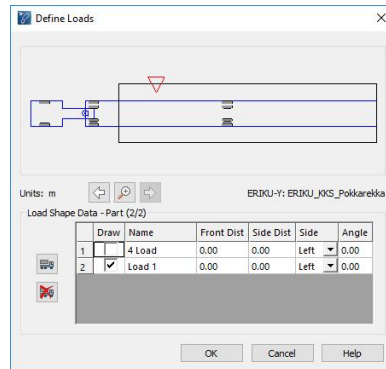 Define Loads
Units: m
ERIKU-Y: ERIKU_KKS_Pokkarekka
Load Shape Data - Part (2/2)
Draw Name Front Dist Side Dist Side Angle
1 4 Load 0.00 0.00 Left 0.00
2 Load 1 0.00 0.00 Left 0.00
OK Cancel Help